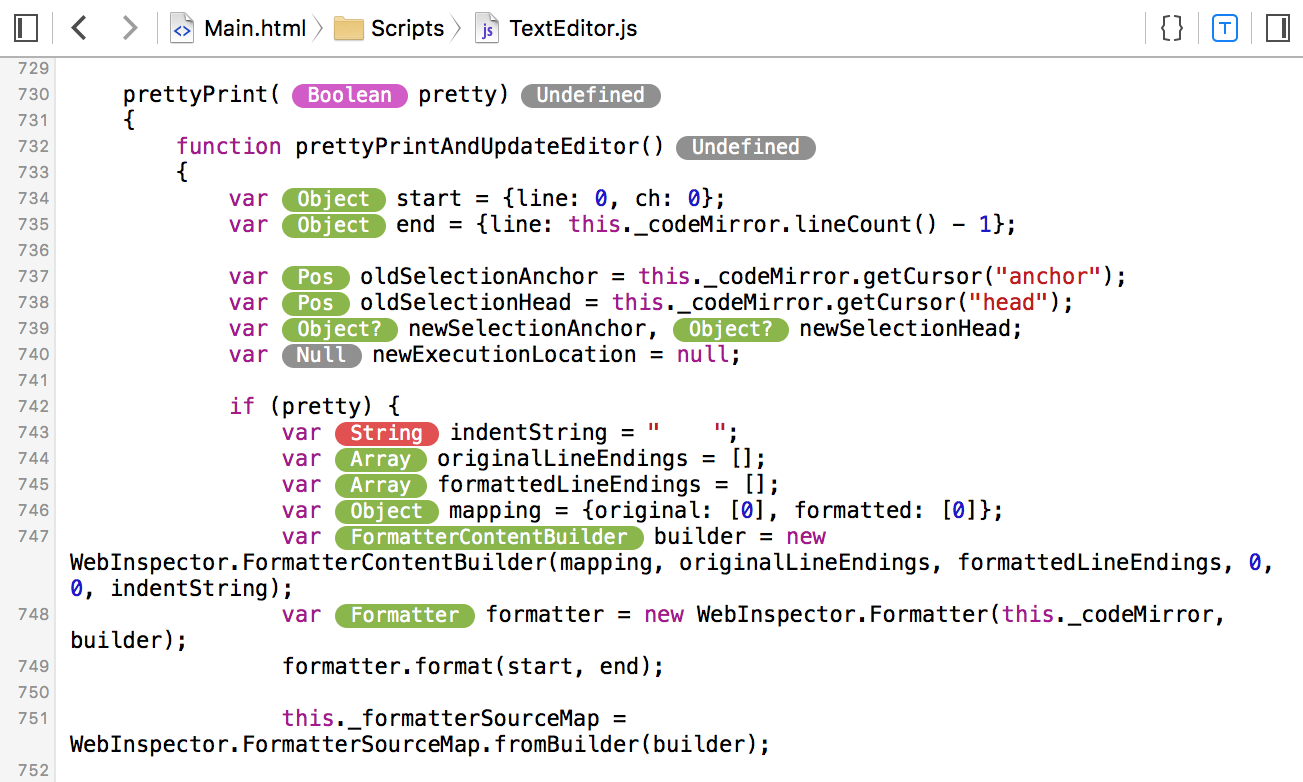 Main.html Scripts js TextEditor.js {} T
729
730 prettyPrint( Boolean pretty) Undefined
731 {
732 function prettyPrintAndUpdateEditor() Undefined
733 {
734 var Object start = {line: 0, ch: 0};
735 var Object end = {line: this._codeMirror.lineCount() - 1};
736
737 var Pos oldSelectionAnchor = this._codeMirror.getCursor("anchor");
738 var Pos oldSelectionHead = this._codeMirror.getCursor("head");
739 var Object? newSelectionAnchor, Object? newSelectionHead;
740 var Null newExecutionLocation = null;
741
742 if (pretty) {
743 var String indentString = "    ";
744 var Array originalLineEndings = [];
745 var Array formattedLineEndings = [];
746 var Object mapping = {original: [0], formatted: [0]};
747 var FormatterContentBuilder builder = new
WebInspector.FormatterContentBuilder(mapping, originalLineEndings, formattedLineEndings, 0,
0, indentString);
748 var Formatter formatter = new WebInspector.Formatter(this._codeMirror,
builder);
749 formatter.format(start, end);
750
751 this._formatterSourceMap =
WebInspector.FormatterSourceMap.fromBuilder(builder);
752